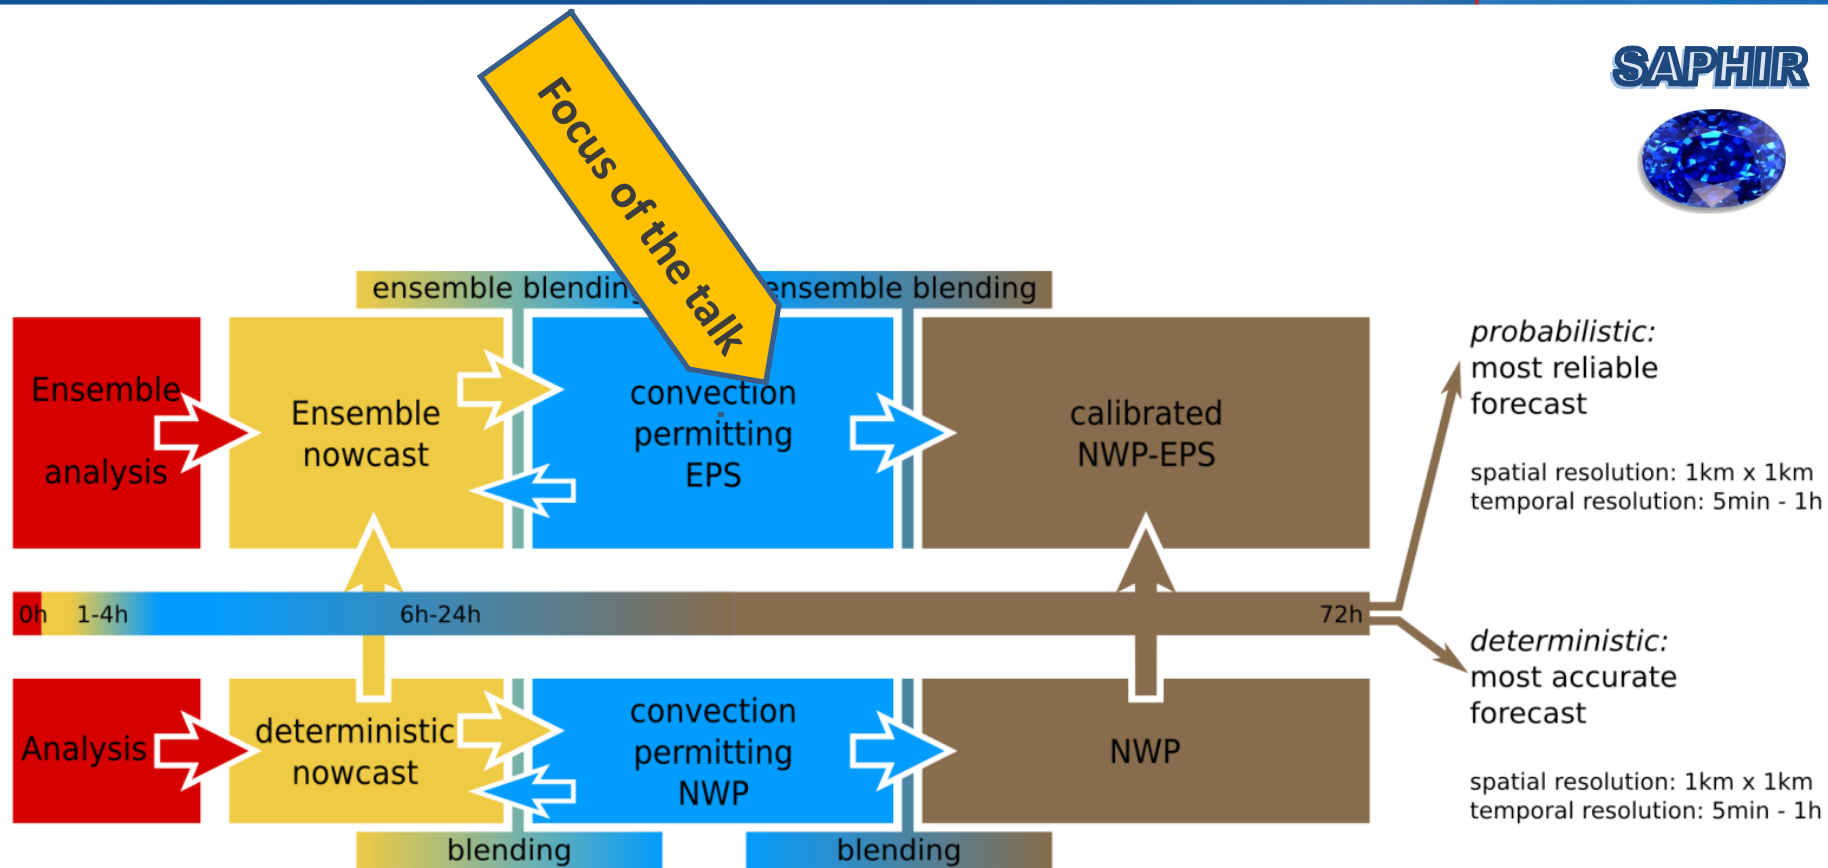 SAPHIR
Focus of the talk
ensemble blending
ensemble blending
Ensemble
analysis
Ensemble
nowcast
convection
permitting
EPS
calibrated
NWP-EPS
probabilistic:
most reliable
forecast
spatial resolution: 1km x 1km
temporal resolution: 5min - 1h
0h
1-4h
6h-24h
72h
Analysis
deterministic
nowcast
convection
permitting
NWP
NWP
deterministic:
most accurate
forecast
spatial resolution: 1km x 1km
temporal resolution: 5min - 1h
blending
blending